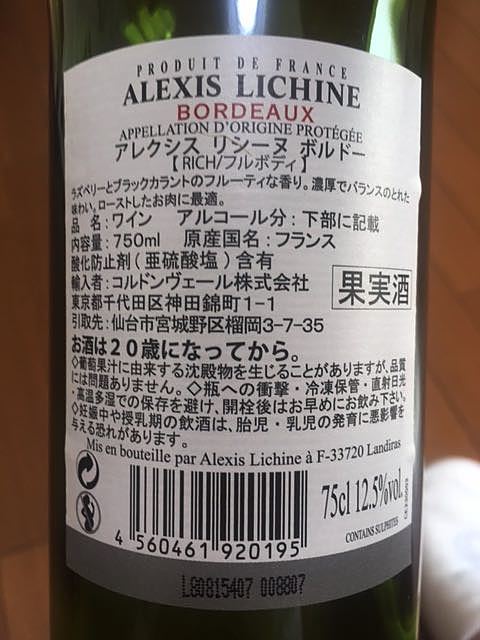 PRODUIT DE FRANCE
ALEXIS LICHINE
BORDEAUX
APPELLATION D'ORIGINE PROTÉGÉE
アレクシス リシーヌ ボルドー
【RICH/フルボディ】
ラズベリーとブラックカラントのフルーティな香り。濃厚でバランスのとれた
味わい。ローストしたお肉に最適。
品 名:ワイン アルコール分:下部に記載
内容量:750ml 原産国名:フランス
酸化防止剤(亜硫酸塩)含有
輸入者:コルドンヴェール株式会社
東京都千代田区神田錦町1-1
引取先:仙台市宮城野区榴岡3-7-35
果実酒
お酒は20歳になってから。
◇葡萄果汁に由来する沈殿物を生じることがありますが、品質
には問題ありません。◇瓶への衝撃・冷凍保管・直射日光
・高温多湿での保存を避け、開栓後はお早めにお飲み下さい。
◇妊娠中や授乳期の飲酒は、胎児・乳児の発育に悪影響を
与える恐れがあります。
Mis en bouteille par Alexis Lichine à F-33720 Landiras
75cl 12.5%vol.
CONTAINS SULPHITES
4 560461 920195
L80815407 008807